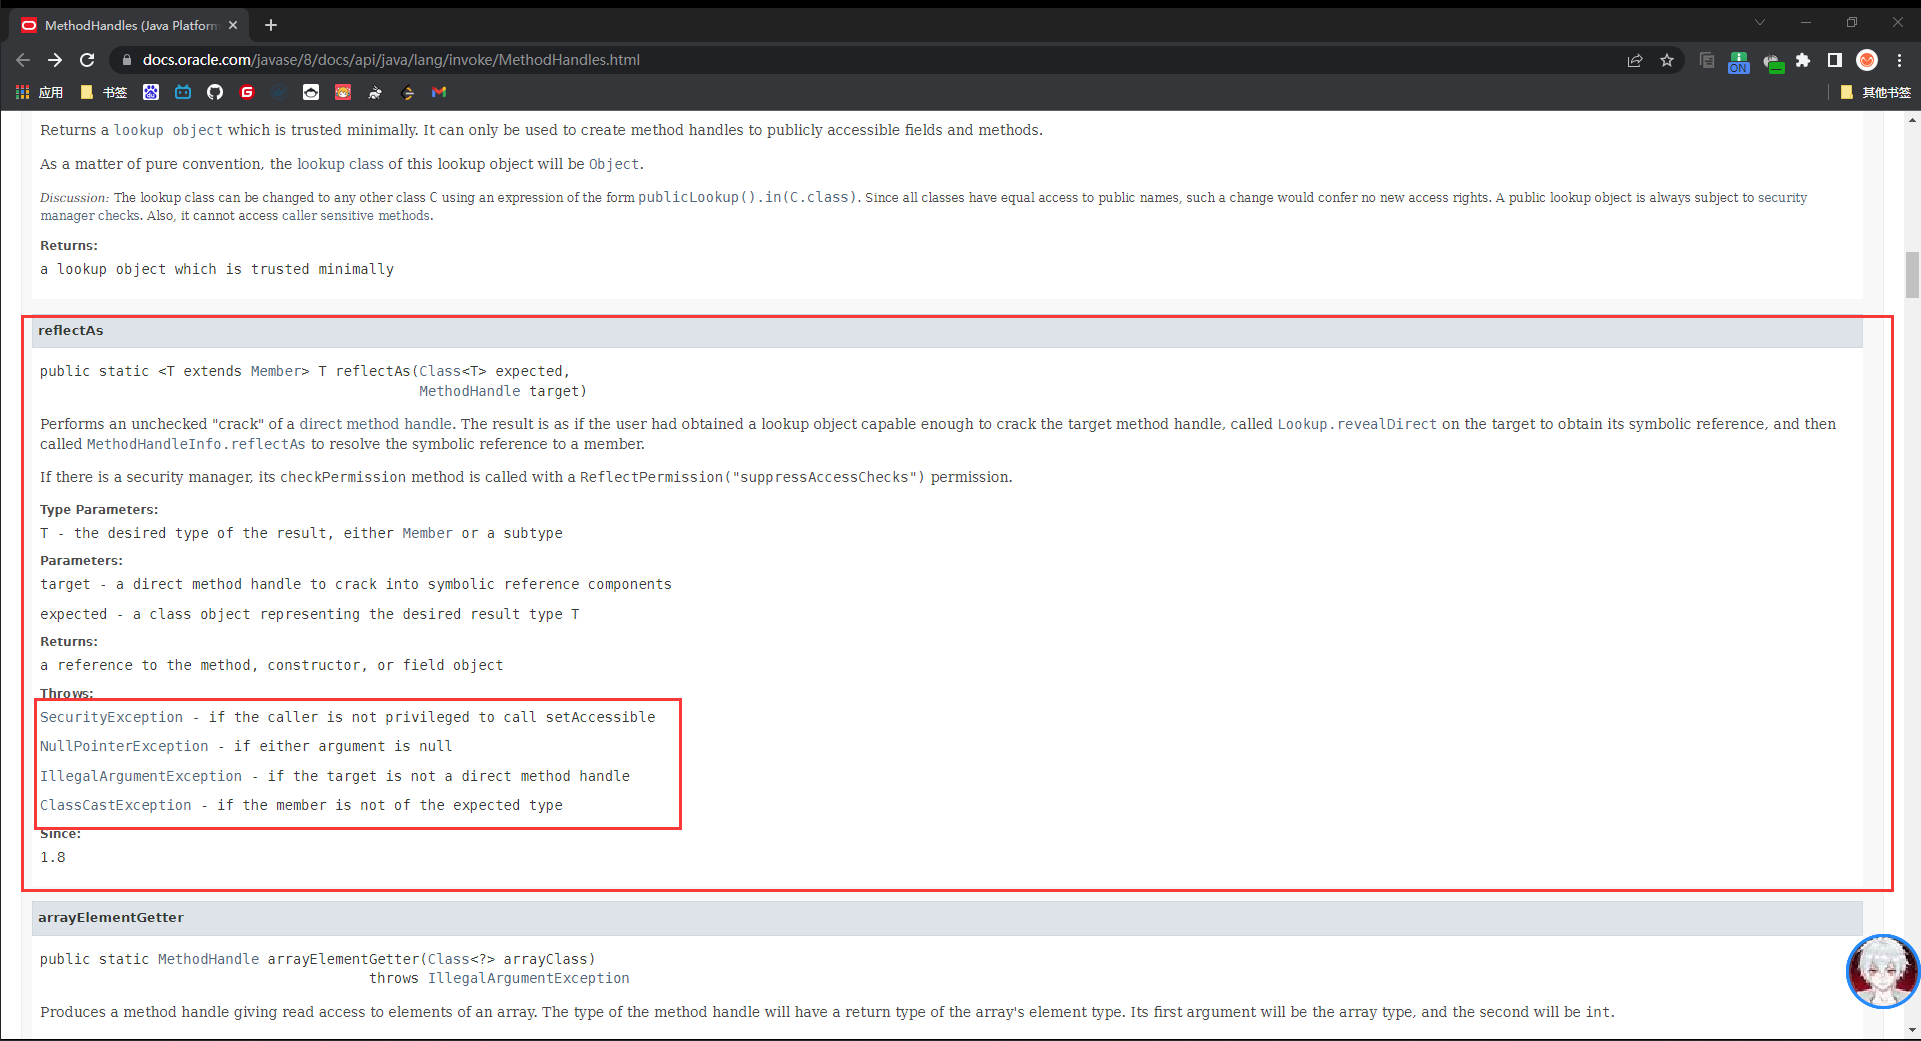 MethodHandles (Java Platform
docs.oracle.com/javase/8/docs/api/java/lang/invoke/MethodHandles.html
ON
应用
书签
其他书签
Returns a lookup object which is trusted minimally. It can only be used to create method handles to publicly accessible fields and methods.
As a matter of pure convention, the lookup class of this lookup object will be Object.
Discussion: The lookup class can be changed to any other class C using an expression of the form publicLookup().in(C.class). Since all classes have equal access to public names, such a change would confer no new access rights. A public lookup object is always subject to security
manager checks. Also, it cannot access caller sensitive methods.
Returns:
a lookup object which is trusted minimally
reflectAs
public static <T extends Member> T reflectAs(Class<T> expected,
MethodHandle target)
Performs an unchecked "crack" of a direct method handle. The result is as if the user had obtained a lookup object capable enough to crack the target method handle, called Lookup.revealDirect on the target to obtain its symbolic reference, and then
called MethodHandleInfo.reflectAs to resolve the symbolic reference to a member.
If there is a security manager, its checkPermission method is called with a ReflectPermission("suppressAccessChecks") permission.
Type Parameters:
T - the desired type of the result, either Member or a subtype
Parameters:
target - a direct method handle to crack into symbolic reference components
expected - a class object representing the desired result type T
Returns:
a reference to the method, constructor, or field object
Throws:
SecurityException - if the caller is not privileged to call setAccessible
NullPointerException - if either argument is null
IllegalArgumentException - if the target is not a direct method handle
ClassCastException - if the member is not of the expected type
Since:
1.8
arrayElementGetter
public static MethodHandle arrayElementGetter(Class<?> arrayClass)
throws IllegalArgumentException
Produces a method handle giving read access to elements of an array. The type of the method handle will have a return type of the array's element type. Its first argument will be the array type, and the second will be int.